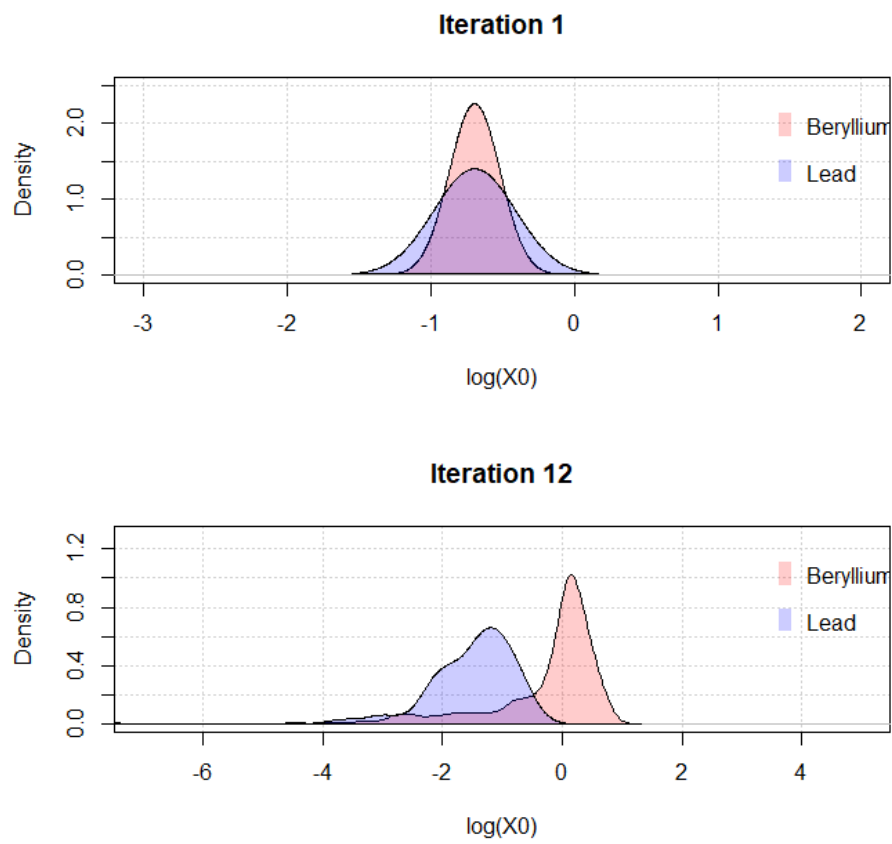 Iteration 1
Density
0.0 1.0 2.0
Beryllium
Lead
-3 -2 -1 0 1 2
log(X0)
Iteration 12
Density
0.0 0.4 0.8 1.2
Beryllium
Lead
-6 -4 -2 0 2 4
log(X0)